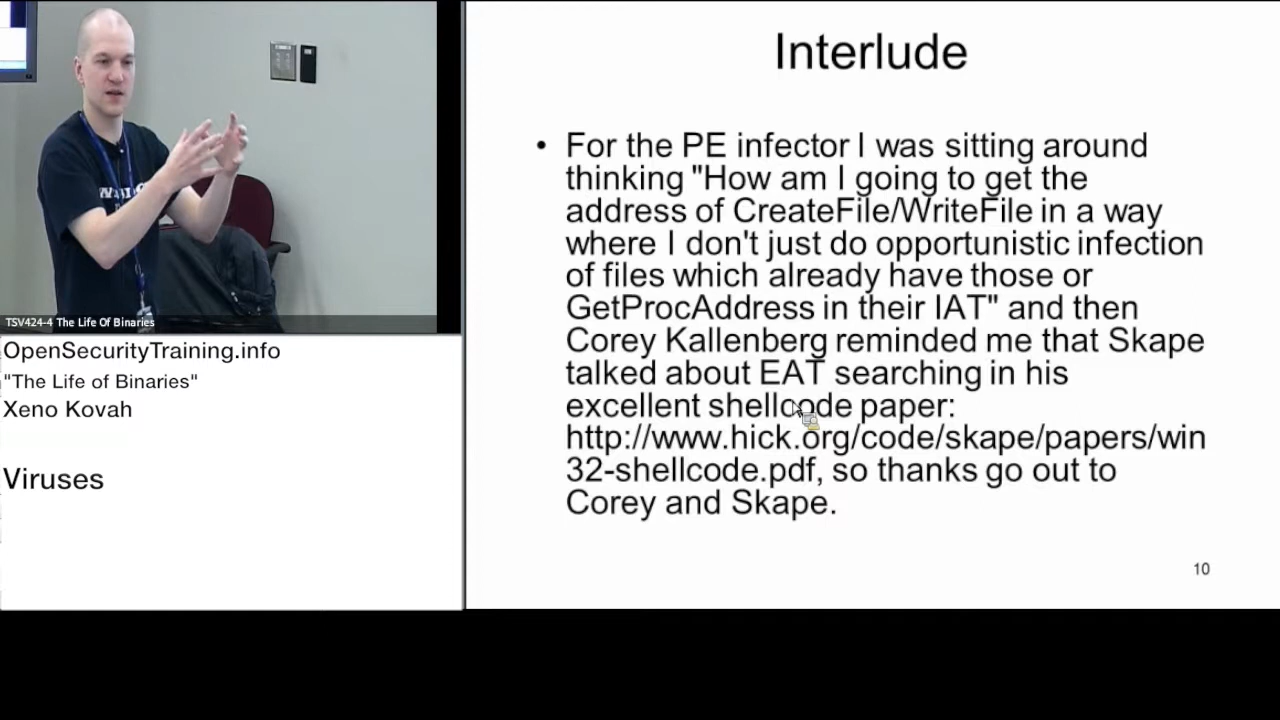 TSV424-4 The Life Of Binaries
OpenSecurityTraining.info
"The Life of Binaries"
Xeno Kovah
Viruses
Interlude
• For the PE infector I was sitting around
thinking "How am I going to get the
address of CreateFile/WriteFile in a way
where I don't just do opportunistic infection
of files which already have those or
GetProcAddress in their IAT" and then
Corey Kallenberg reminded me that Skape
talked about EAT searching in his
excellent shellcode paper:
http://www.hick.org/code/skape/papers/win
32-shellcode.pdf, so thanks go out to
Corey and Skape.
10